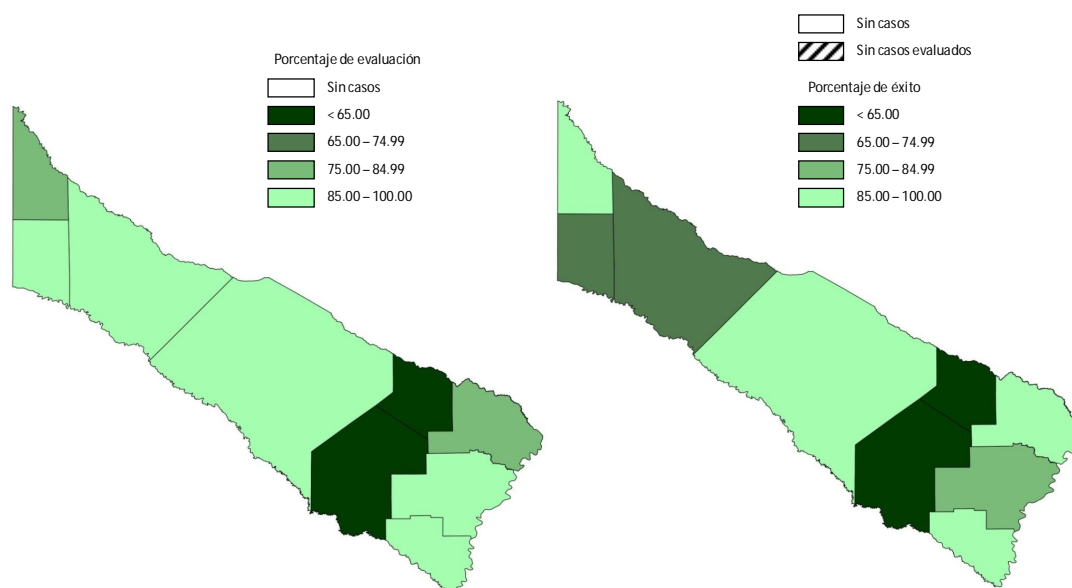 Porcentaje de evaluación
Sin casos
< 65.00
65.00 – 74.99
75.00 – 84.99
85.00 – 100.00
Sin casos
Sin casos evaluados
Porcentaje de éxito
< 65.00
65.00 – 74.99
75.00 – 84.99
85.00 – 100.00